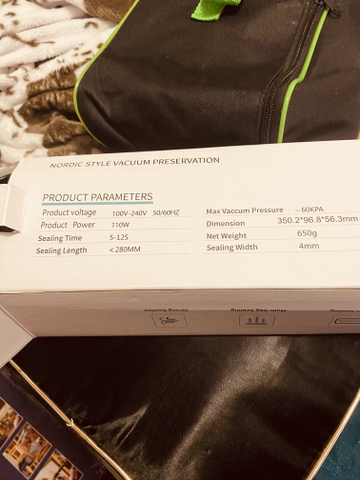 NORDIC STYLE VACUUM PRESERVATION
PRODUCT PARAMETERS
Product voltage 100V-240V 50/60HZ
Product Power 110W
Sealing Time 5-12S
Sealing Length <280MM
Max Vaccum Pressure -60KPA
Dimension 350.2*96.8*56.3mm
Net Weight 650g
Sealing Width 4mm